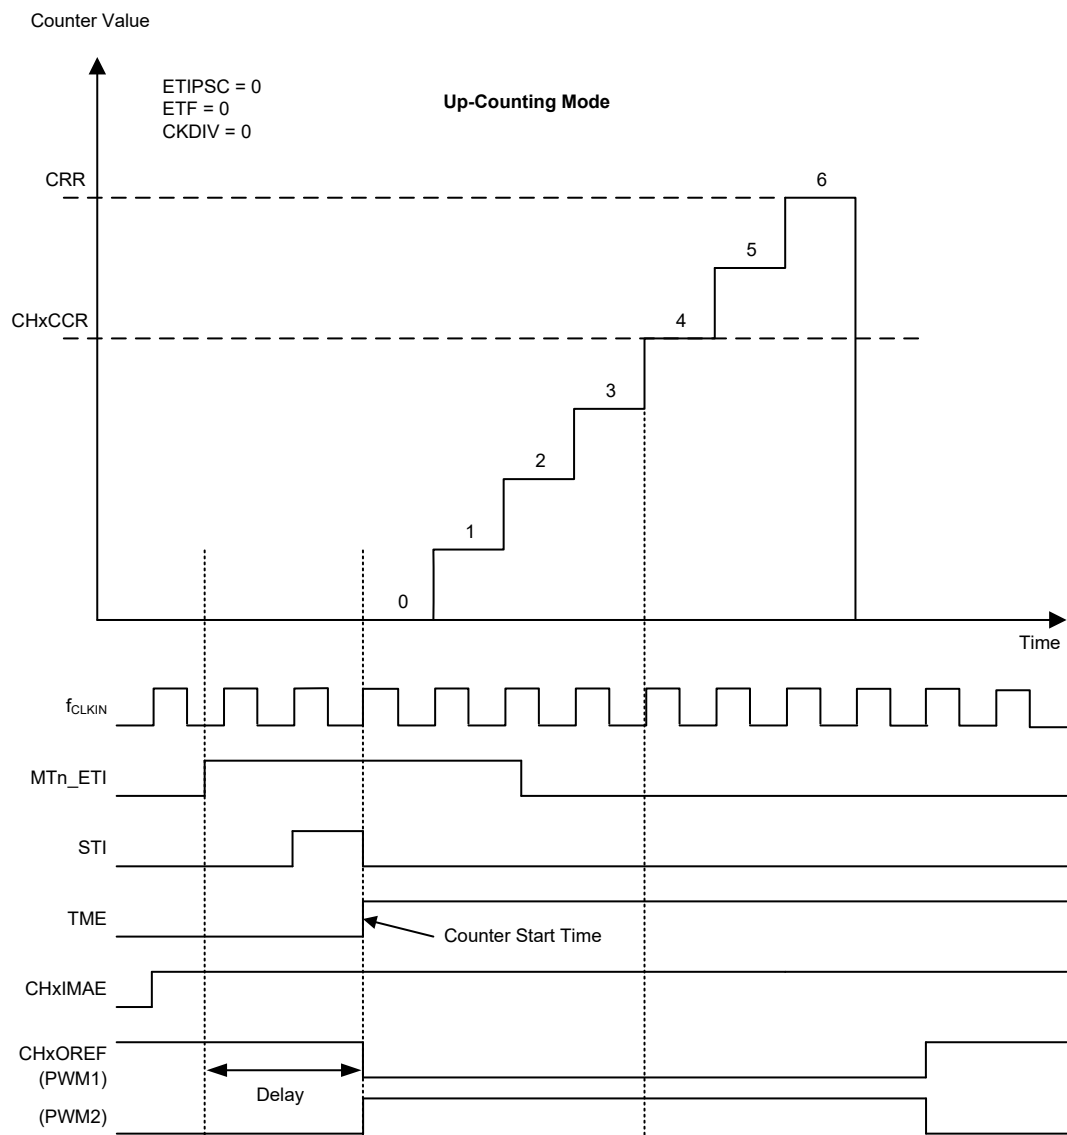 Counter Value
ETIPSC = 0
ETF = 0
CKDIV = 0
Up-Counting Mode
CRR
6
5
CHxCCR
4
3
2
1
0
Time
fCLKIN
MTn_ETI
STI
TME
Counter Start Time
CHxIMAE
CHxOREF
(PWM1)
Delay
(PWM2)